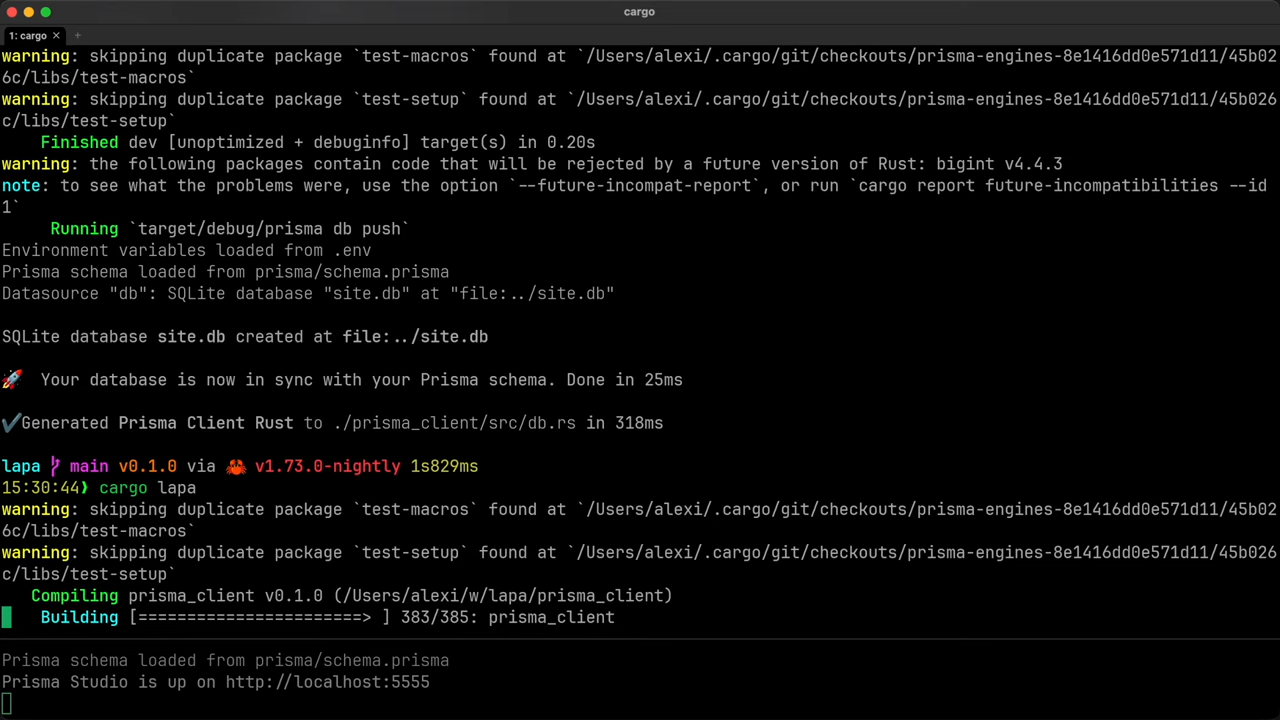 cargo
1: cargo ✕ +
warning: skipping duplicate package `test-macros` found at `/Users/alexi/.cargo/git/checkouts/prisma-engines-8e1416dd0e571d11/45b02
6c/libs/test-macros`
warning: skipping duplicate package `test-setup` found at `/Users/alexi/.cargo/git/checkouts/prisma-engines-8e1416dd0e571d11/45b026
c/libs/test-setup`
Finished dev [unoptimized + debuginfo] target(s) in 0.20s
warning: the following packages contain code that will be rejected by a future version of Rust: bigint v4.4.3
note: to see what the problems were, use the option `--future-incompat-report`, or run `cargo report future-incompatibilities --id
1`
Running `target/debug/prisma db push`
Environment variables loaded from .env
Prisma schema loaded from prisma/schema.prisma
Datasource "db": SQLite database "site.db" at "file:../site.db"
SQLite database site.db created at file:../site.db
🚀 Your database is now in sync with your Prisma schema. Done in 25ms
✔Generated Prisma Client Rust to ./prisma_client/src/db.rs in 318ms
lapa main v0.1.0 via 🦀 v1.73.0-nightly 1s829ms
15:30:44❯ cargo lapa
warning: skipping duplicate package `test-macros` found at `/Users/alexi/.cargo/git/checkouts/prisma-engines-8e1416dd0e571d11/45b02
6c/libs/test-macros`
warning: skipping duplicate package `test-setup` found at `/Users/alexi/.cargo/git/checkouts/prisma-engines-8e1416dd0e571d11/45b026
c/libs/test-setup`
Compiling prisma_client v0.1.0 (/Users/alexi/w/lapa/prisma_client)
Building [=======================> ] 383/385: prisma_client
Prisma schema loaded from prisma/schema.prisma
Prisma Studio is up on http://localhost:5555